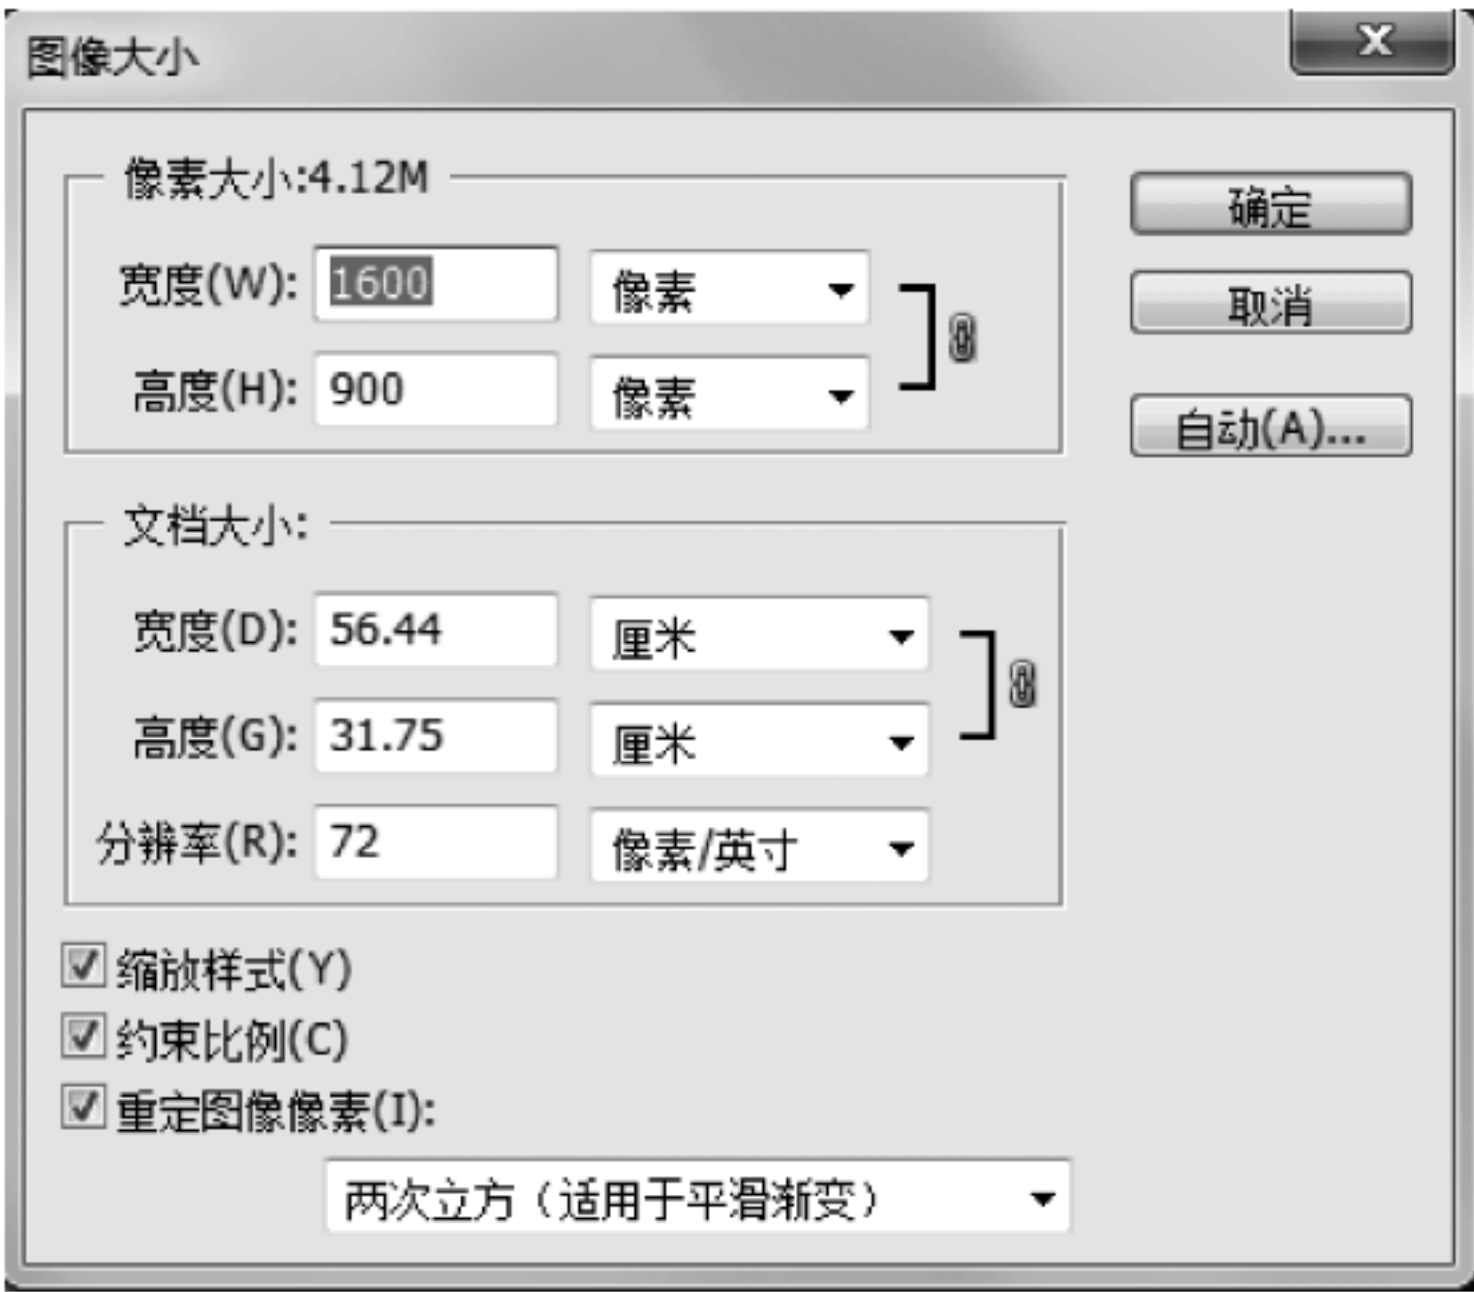 图像大小
像素大小:4.12M
宽度(W): 1600 像素
高度(H): 900 像素
确定
取消
自动(A)...
文档大小:
宽度(D): 56.44 厘米
高度(G): 31.75 厘米
分辨率(R): 72 像素/英寸
缩放样式(Y)
约束比例(C)
重定图像像素(I):
两次立方（适用于平滑渐变）